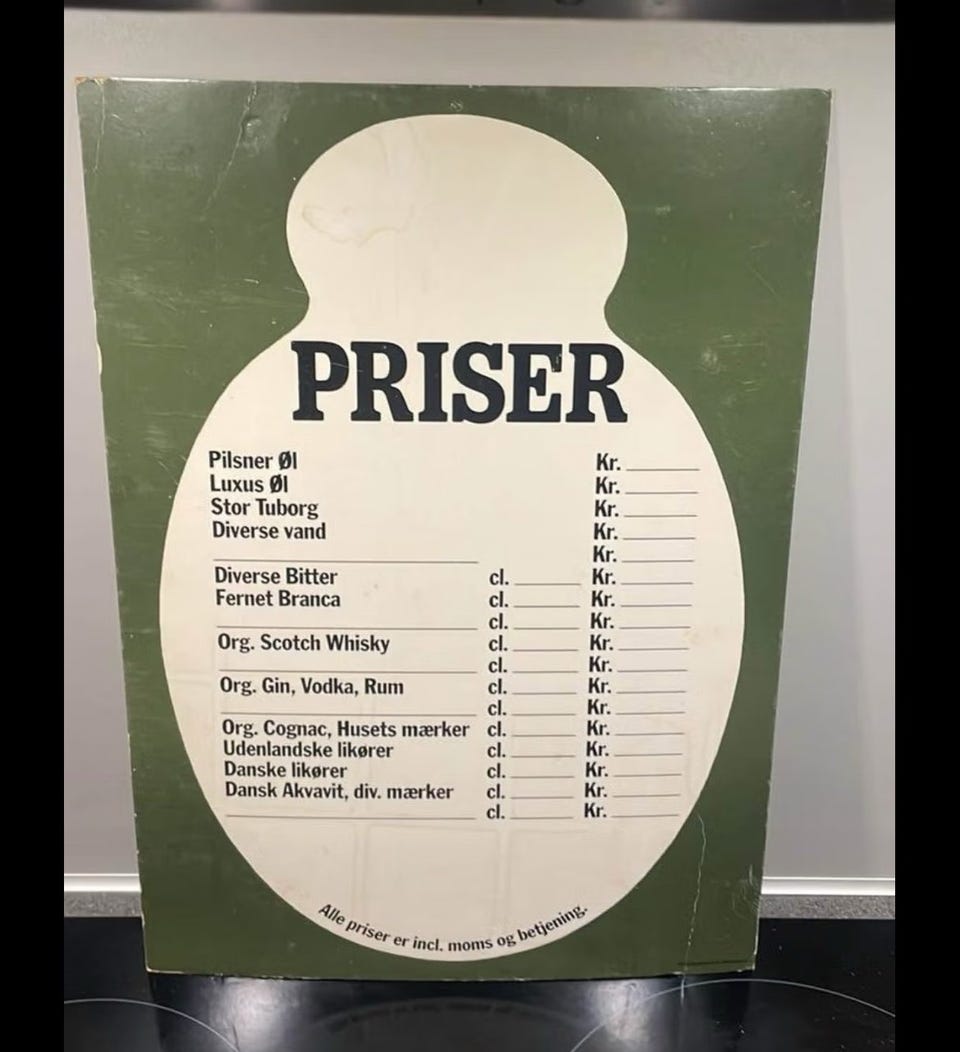 PRISER
Pilsner Øl Kr.
Luxus Øl Kr.
Stor Tuborg Kr.
Diverse vand Kr.
Kr.
Diverse Bitter cl. Kr.
Fernet Branca cl. Kr.
cl. Kr.
Org. Scotch Whisky cl. Kr.
cl. Kr.
Org. Gin, Vodka, Rum cl. Kr.
cl. Kr.
Org. Cognac, Husets mærker cl. Kr.
Udenlandske likører cl. Kr.
Danske likører cl. Kr.
Dansk Akvavit, div. mærker cl. Kr.
cl. Kr.
Alle priser er incl. moms og betjening.